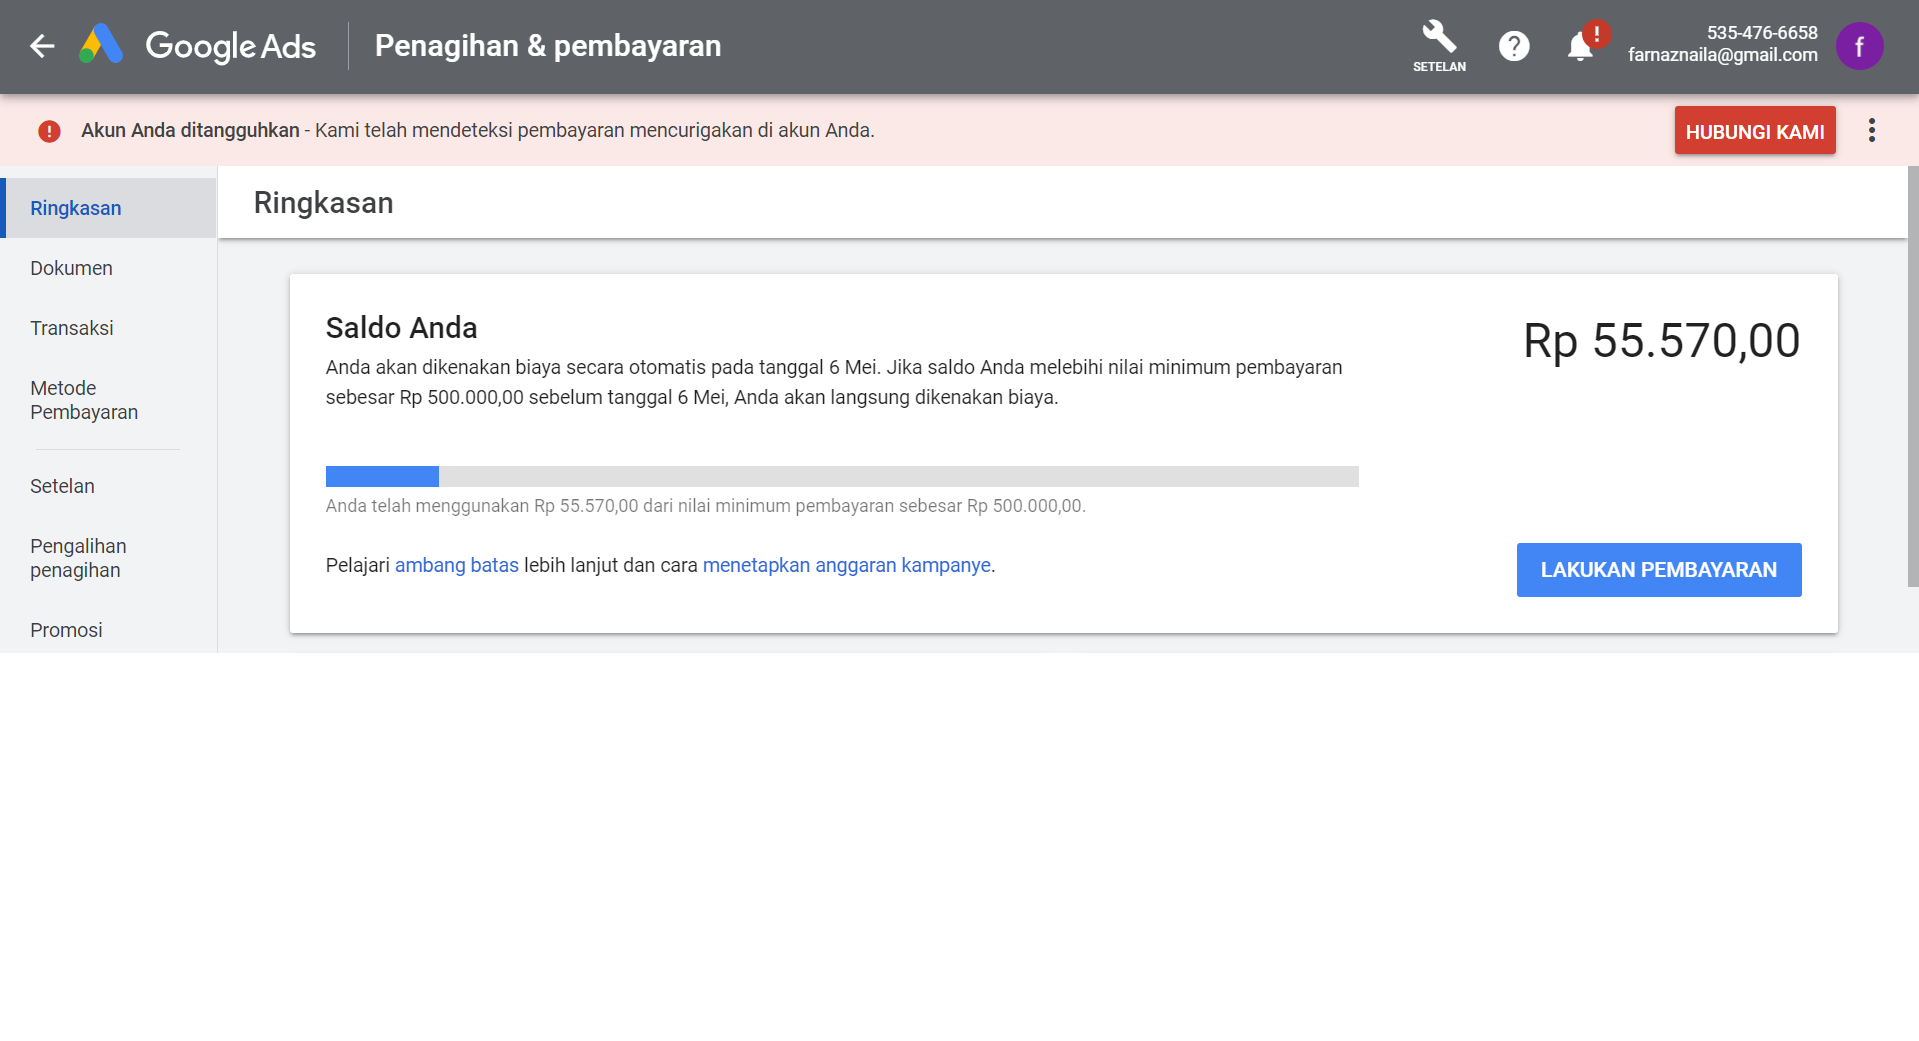 Google Ads
Penagihan & pembayaran
SETELAN
?
!
535-476-6658
farnaznaila@gmail.com
f
! Akun Anda ditangguhkan - Kami telah mendeteksi pembayaran mencurigakan di akun Anda.
HUBUNGI KAMI
Ringkasan
Dokumen
Transaksi
Metode
Pembayaran
Setelan
Pengalihan
penagihan
Promosi
Ringkasan
Saldo Anda
Rp 55.570,00
Anda akan dikenakan biaya secara otomatis pada tanggal 6 Mei. Jika saldo Anda melebihi nilai minimum pembayaran
sebesar Rp 500.000,00 sebelum tanggal 6 Mei, Anda akan langsung dikenakan biaya.
Anda telah menggunakan Rp 55.570,00 dari nilai minimum pembayaran sebesar Rp 500.000,00.
Pelajari ambang batas lebih lanjut dan cara menetapkan anggaran kampanye.
LAKUKAN PEMBAYARAN